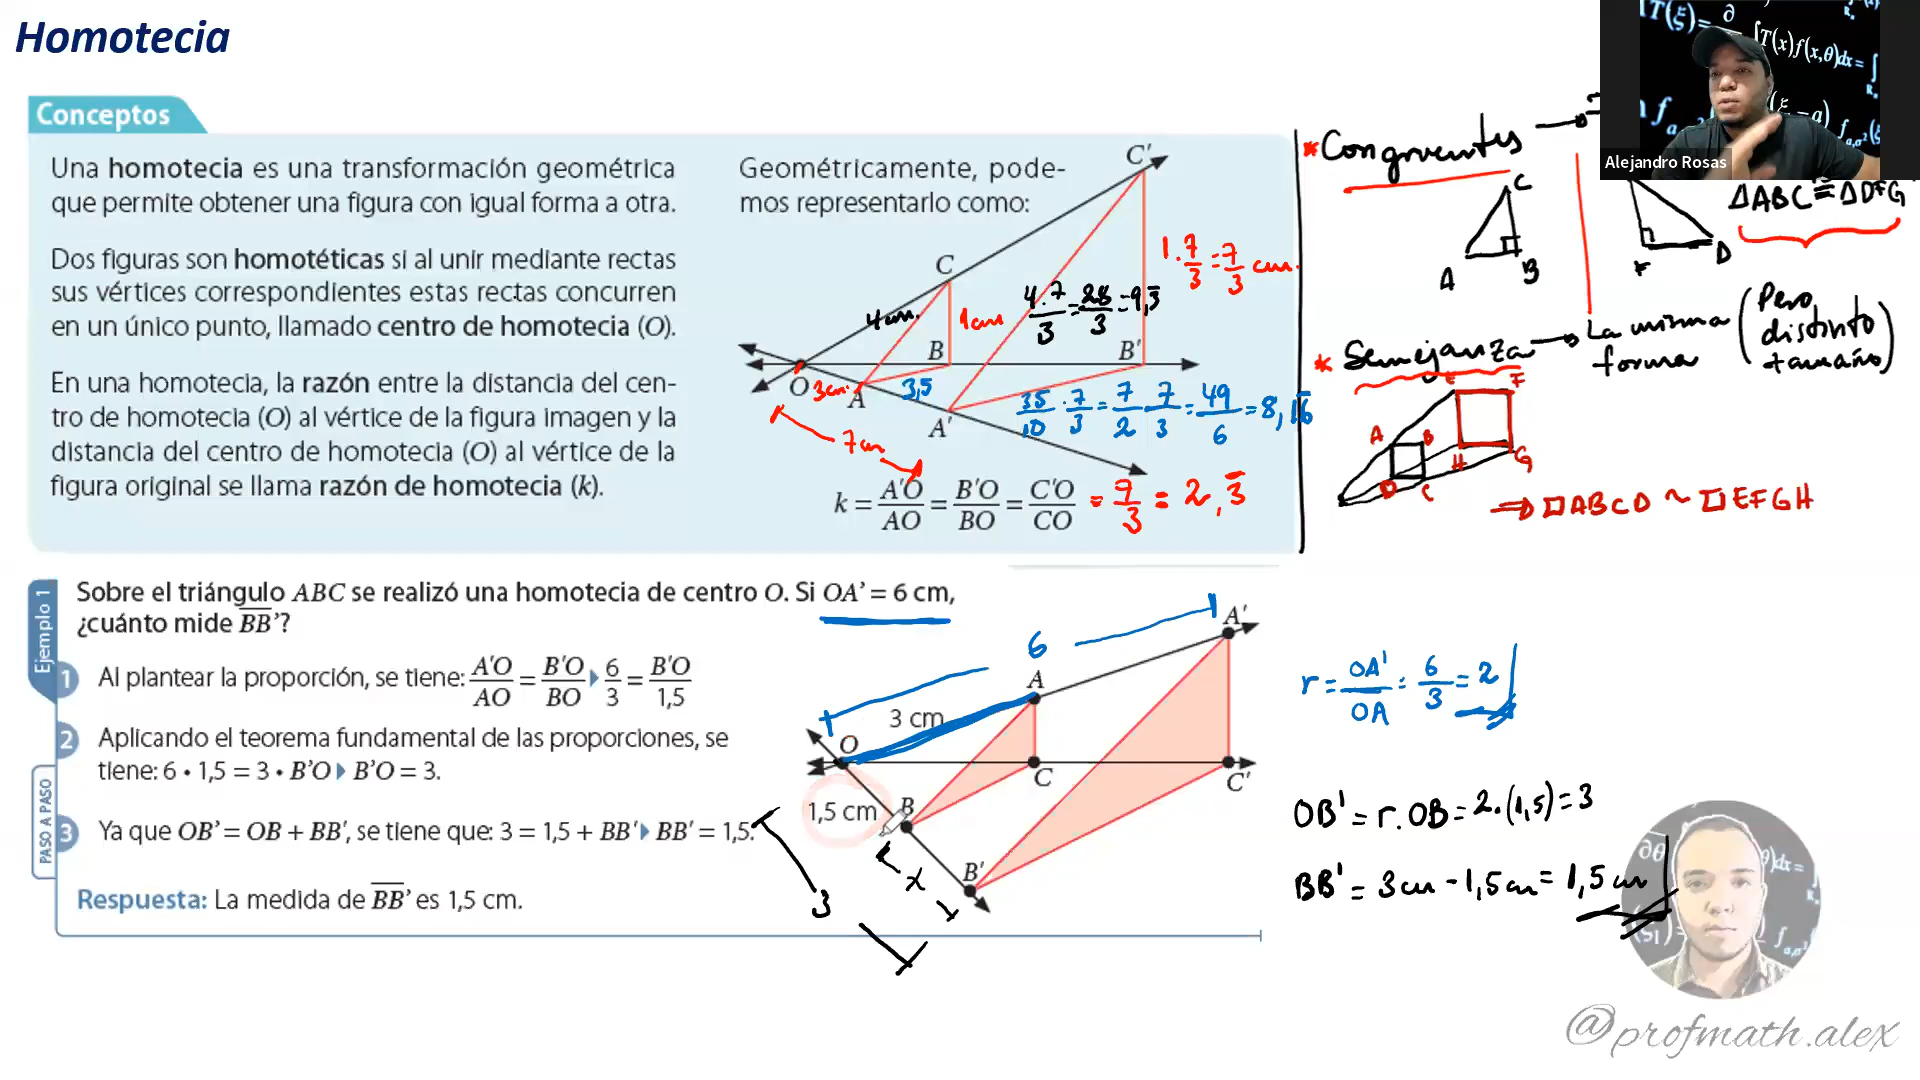 Homotecia
Conceptos
Una homotecia es una transformación geométrica
que permite obtener una figura con igual forma a otra.
Dos figuras son homotéticas si al unir mediante rectas
sus vértices correspondientes estas rectas concurren
en un único punto, llamado centro de homotecia (O).
En una homotecia, la razón entre la distancia del cen-
tro de homotecia (O) al vértice de la figura imagen y la
distancia del centro de homotecia (O) al vértice de la
figura original se llama razón de homotecia (k).
Geométricamente, pode-
mos representarlo como:
C'
C
B
B'
O
A
A'
4 cm.
1 cm
3 cm.
3,5
7 cm
4·7/3 = 28/3 = 9,3̅
1·7/3 = 7/3 cm.
35/10 · 7/3 = 7/2 · 7/3 = 49/6 = 8,16̅
k = A'O/AO = B'O/BO = C'O/CO = 7/3 = 2,3̅
* Congruentes →
C
A
B
F
D
△ABC ≅ △DFG
* Semejanza → La misma
forma
(Pero,
distinto
tamaño)
E F
A B
H G
D C
⇒ □ABCD ~ □EFGH
Alejandro Rosas
Ejemplo 1
Sobre el triángulo ABC se realizó una homotecia de centro O. Si OA’ = 6 cm,
¿cuánto mide B̅B̅’?
PASO A PASO
1 Al plantear la proporción, se tiene: A'O/AO = B'O/BO ▸ 6/3 = B'O/1,5
2 Aplicando el teorema fundamental de las proporciones, se
tiene: 6 • 1,5 = 3 • B’O ▸ B’O = 3.
3 Ya que OB’ = OB + BB’, se tiene que: 3 = 1,5 + BB’ ▸ BB’ = 1,5.
Respuesta: La medida de B̅B̅’ es 1,5 cm.
A'
6
A
3 cm
O
C
C'
1,5 cm
B
B'
x
3
r = OA'/OA = 6/3 = 2
OB' = r·OB = 2·(1,5) = 3
BB' = 3cm - 1,5cm = 1,5 cm
@profmath.alex